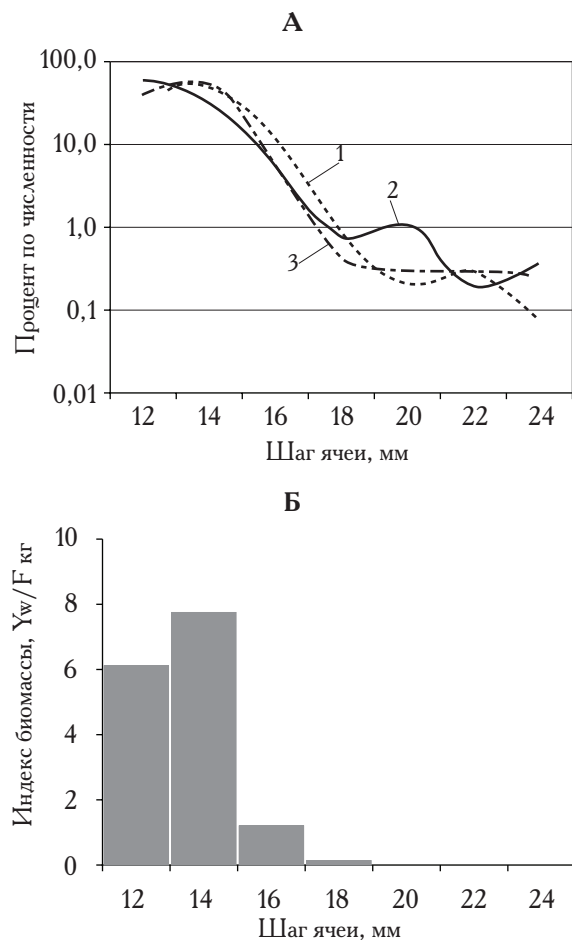 А
Процент по численности
100,0
10,0
1,0
0,1
0,01
1
2
3
12 14 16 18 20 22 24
Шаг ячеи, мм
Б
Индекс биомассы, Yw/F кг
10
8
6
4
2
0
12 14 16 18 20 22 24
Шаг ячеи, мм